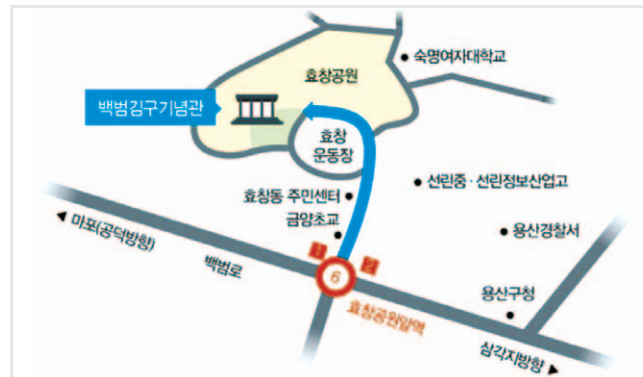 숙명여자대학교
효창공원
백범김구기념관
효창
운동장
선린중·선린정보산업고
효창동 주민센터
금양초교
◀ 마포(공덕방향)
백범로
용산경찰서
1
2
6
효창공원앞역
용산구청
삼각지방향 ▶